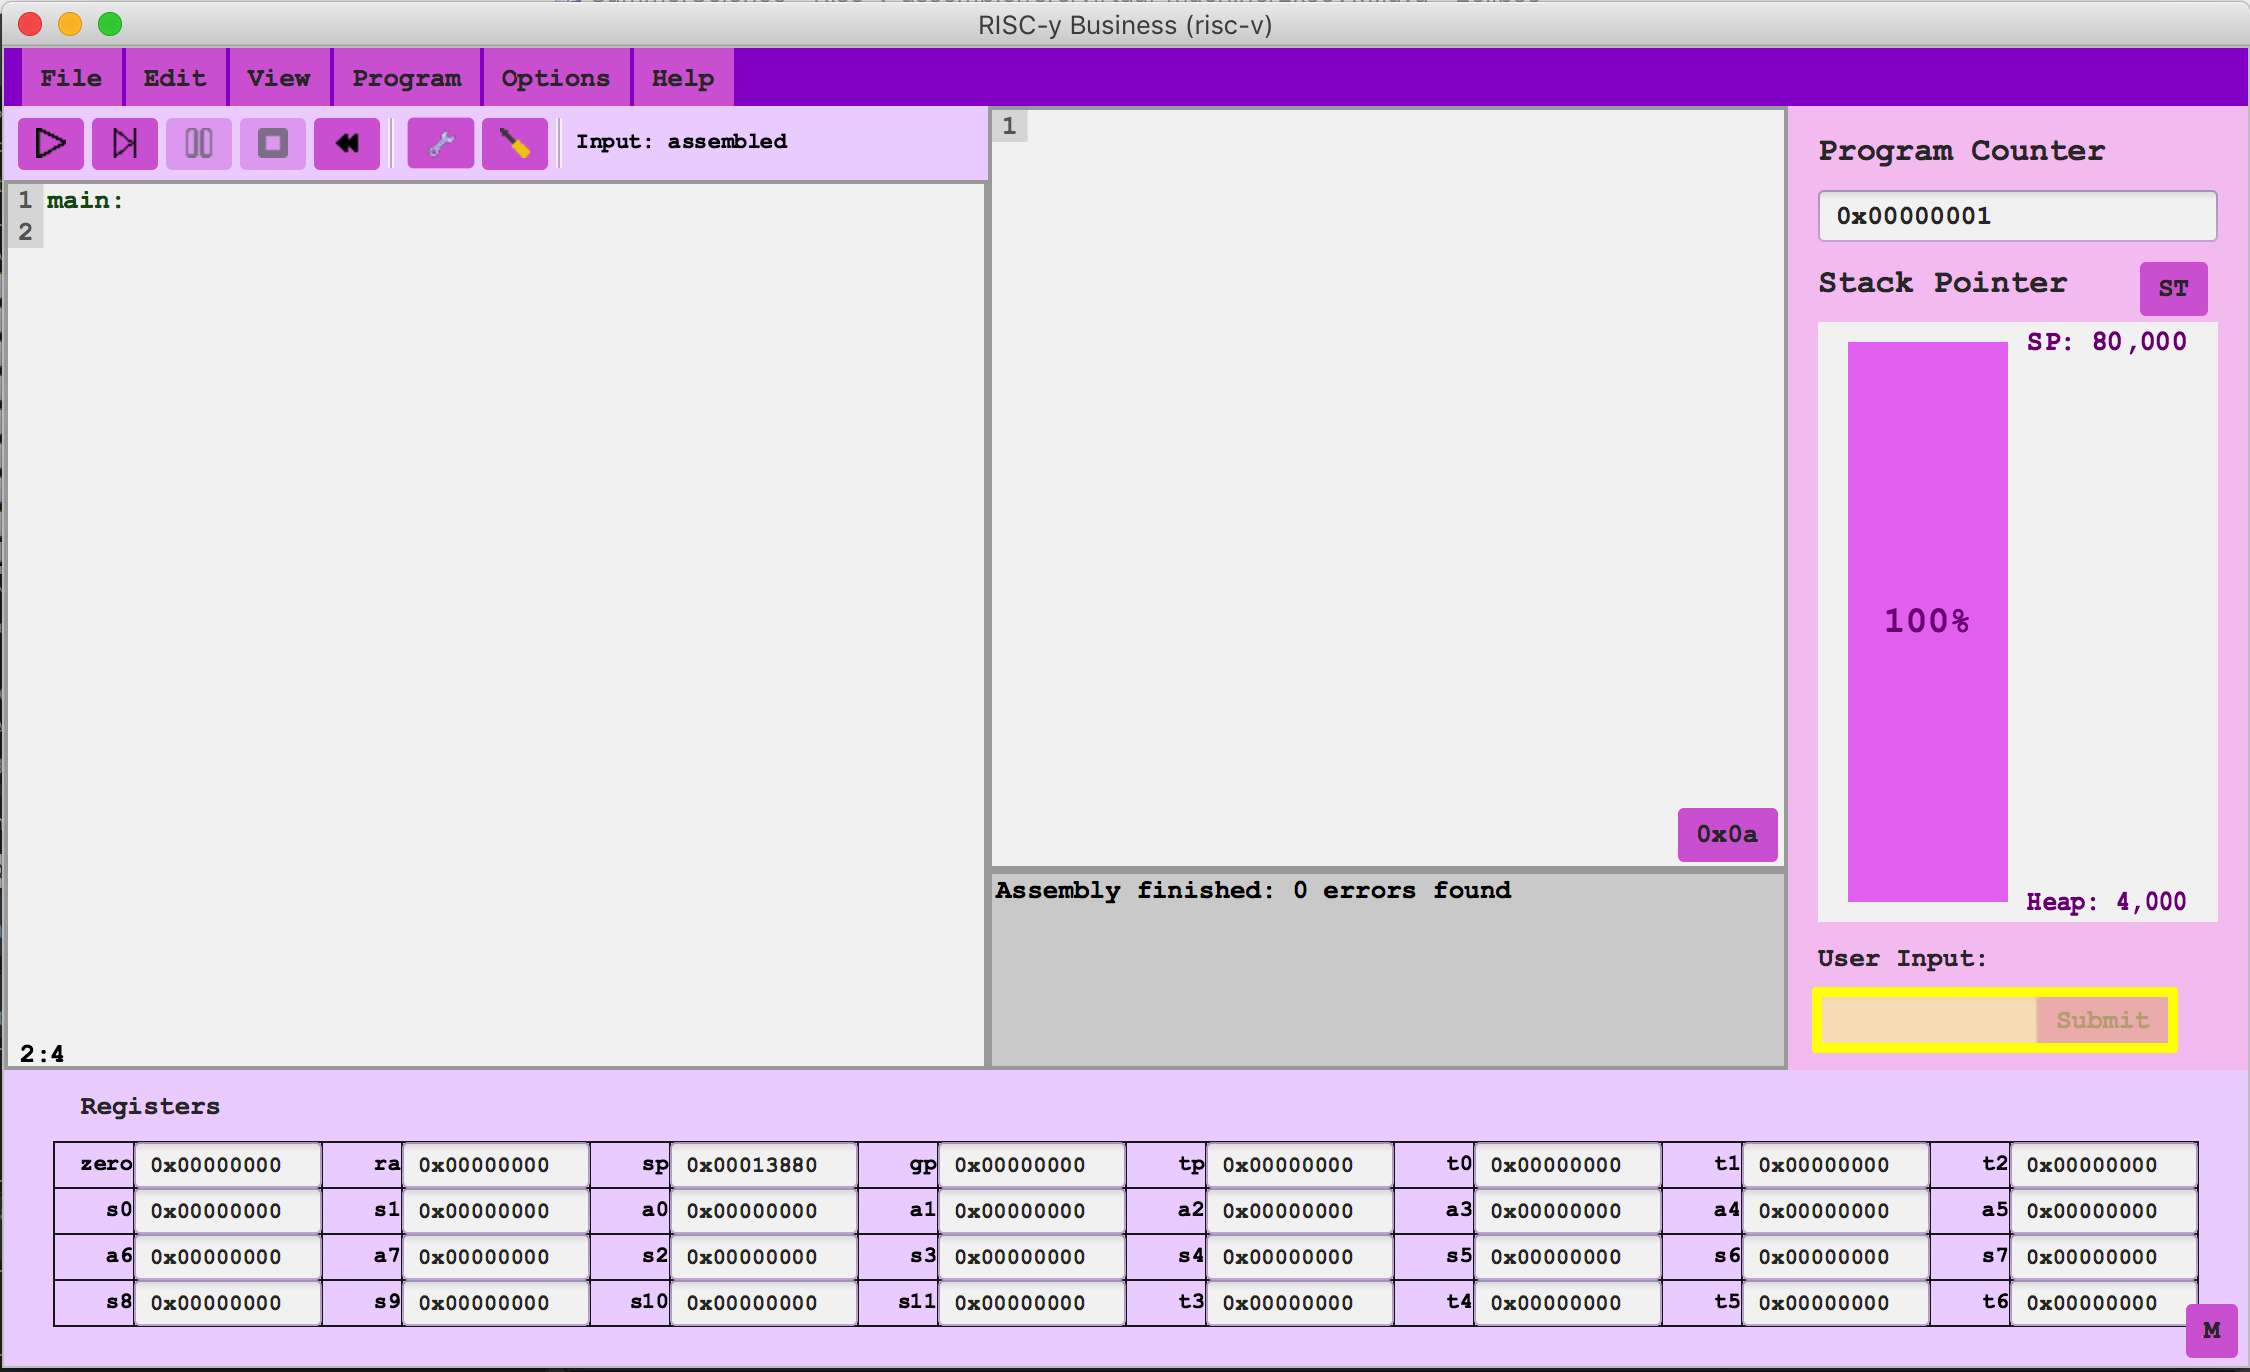 RISC-y Business (risc-v)
File Edit View Program Options Help
Input: assembled
1 main:
2
2:4
1
0x0a
Assembly finished: 0 errors found
Program Counter
0x00000001
Stack Pointer ST
SP: 80,000
100%
Heap: 4,000
User Input:
Submit
Registers
zero 0x00000000 ra 0x00000000 sp 0x00013880 gp 0x00000000 tp 0x00000000 t0 0x00000000 t1 0x00000000 t2 0x00000000
s0 0x00000000 s1 0x00000000 a0 0x00000000 a1 0x00000000 a2 0x00000000 a3 0x00000000 a4 0x00000000 a5 0x00000000
a6 0x00000000 a7 0x00000000 s2 0x00000000 s3 0x00000000 s4 0x00000000 s5 0x00000000 s6 0x00000000 s7 0x00000000
s8 0x00000000 s9 0x00000000 s10 0x00000000 s11 0x00000000 t3 0x00000000 t4 0x00000000 t5 0x00000000 t6 0x00000000
M